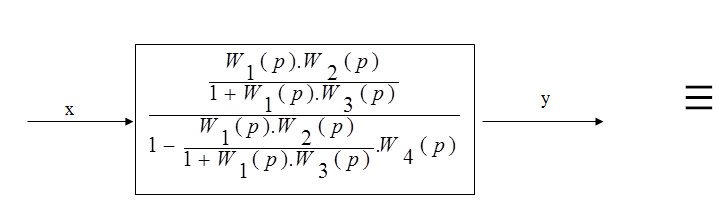 W₁(p).W₂(p)
1 + W₁(p).W₃(p)
x
y
≡
W₁(p).W₂(p)
1 − .W₄(p)
1 + W₁(p).W₃(p)